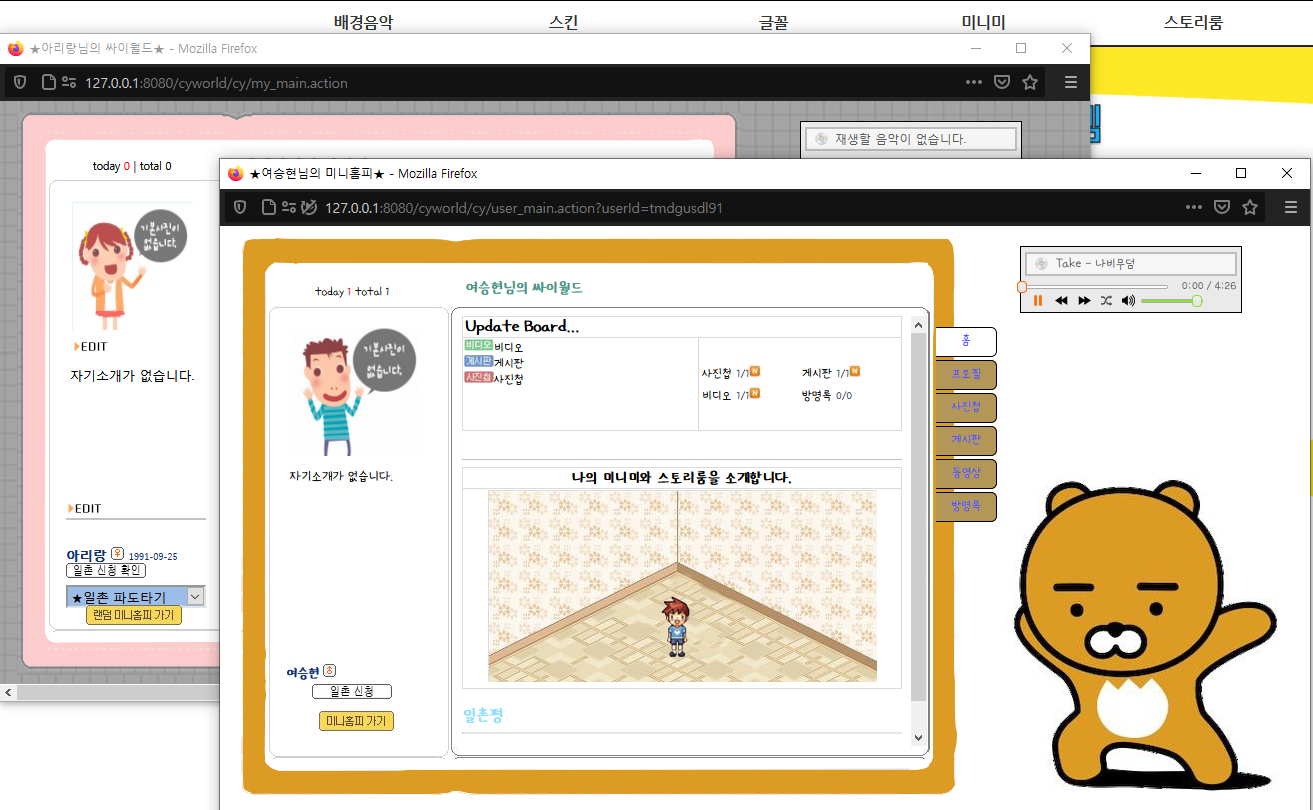 배경음악 스킨 글꼴 미니미 스토리룸
★아리랑님의 싸이월드★ - Mozilla Firefox
127.0.0.1:8080/cyworld/cy/my_main.action
재생할 음악이 없습니다.
today 0 | total 0
기본사진이
없습니다.
EDIT
자기소개가 없습니다.
EDIT
아리랑 1991-09-25
일촌 신청 확인
★일촌 파도타기
랜덤 미니홈피 가기
★여승현님의 미니홈피★ - Mozilla Firefox
127.0.0.1:8080/cyworld/cy/user_main.action?userId=tmdgusdl91
today 1 total 1
여승현님의 싸이월드
Take - 나비무덤
0:00 / 4:26
기본사진이
없습니다.
자기소개가 없습니다.
여승현
일촌 신청
미니홈피 가기
Update Board...
비디오 비디오
게시판 게시판
사진첩 사진첩
사진첩 1/1 N 게시판 1/1 N
비디오 1/1 N 방명록 0/0
나의 미니미와 스토리룸을 소개합니다.
일촌평
홈
프로필
사진첩
게시판
동영상
방명록